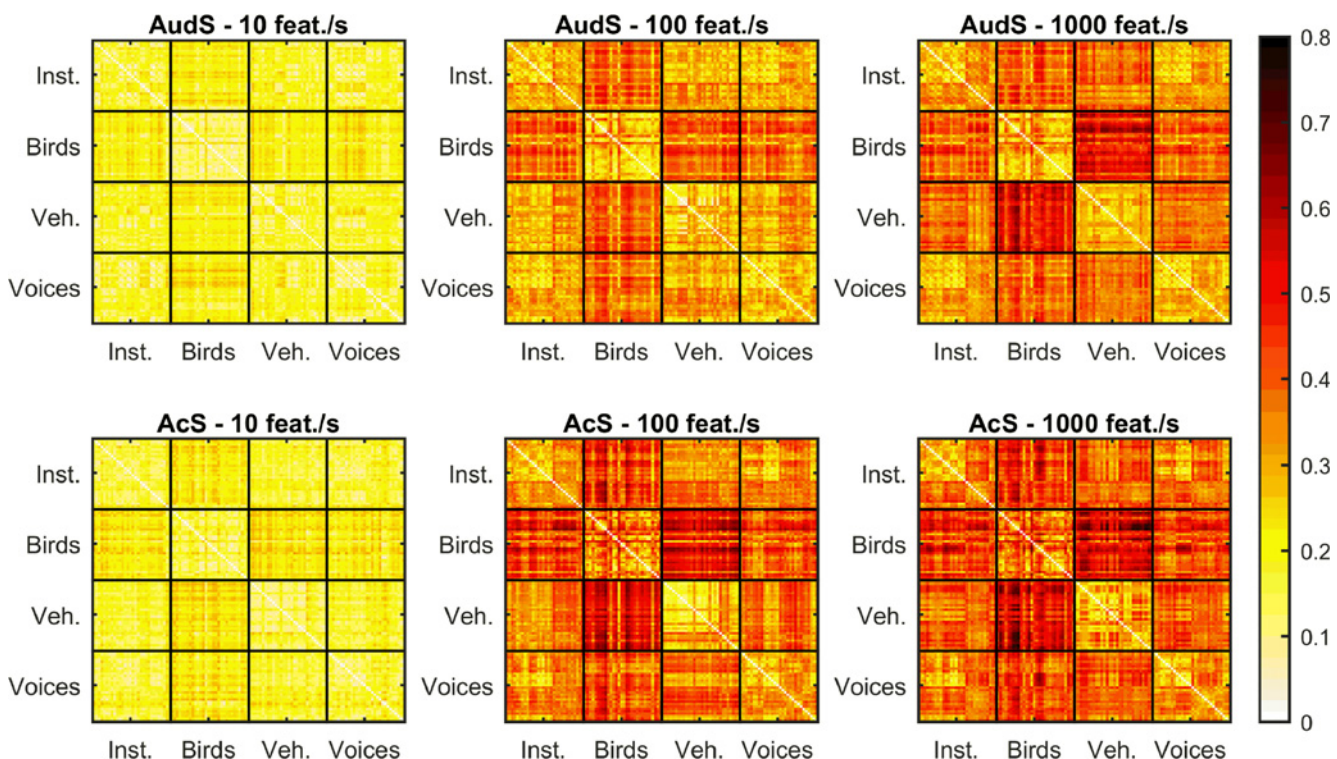 AudS - 10 feat./s
AudS - 100 feat./s
AudS - 1000 feat./s
Inst.
Birds
Veh.
Voices
Inst. Birds Veh. Voices
Inst.
Birds
Veh.
Voices
Inst. Birds Veh. Voices
Inst.
Birds
Veh.
Voices
Inst. Birds Veh. Voices
AcS - 10 feat./s
AcS - 100 feat./s
AcS - 1000 feat./s
Inst.
Birds
Veh.
Voices
Inst. Birds Veh. Voices
Inst.
Birds
Veh.
Voices
Inst. Birds Veh. Voices
Inst.
Birds
Veh.
Voices
Inst. Birds Veh. Voices
0.8
0.7
0.6
0.5
0.4
0.3
0.2
0.1
0